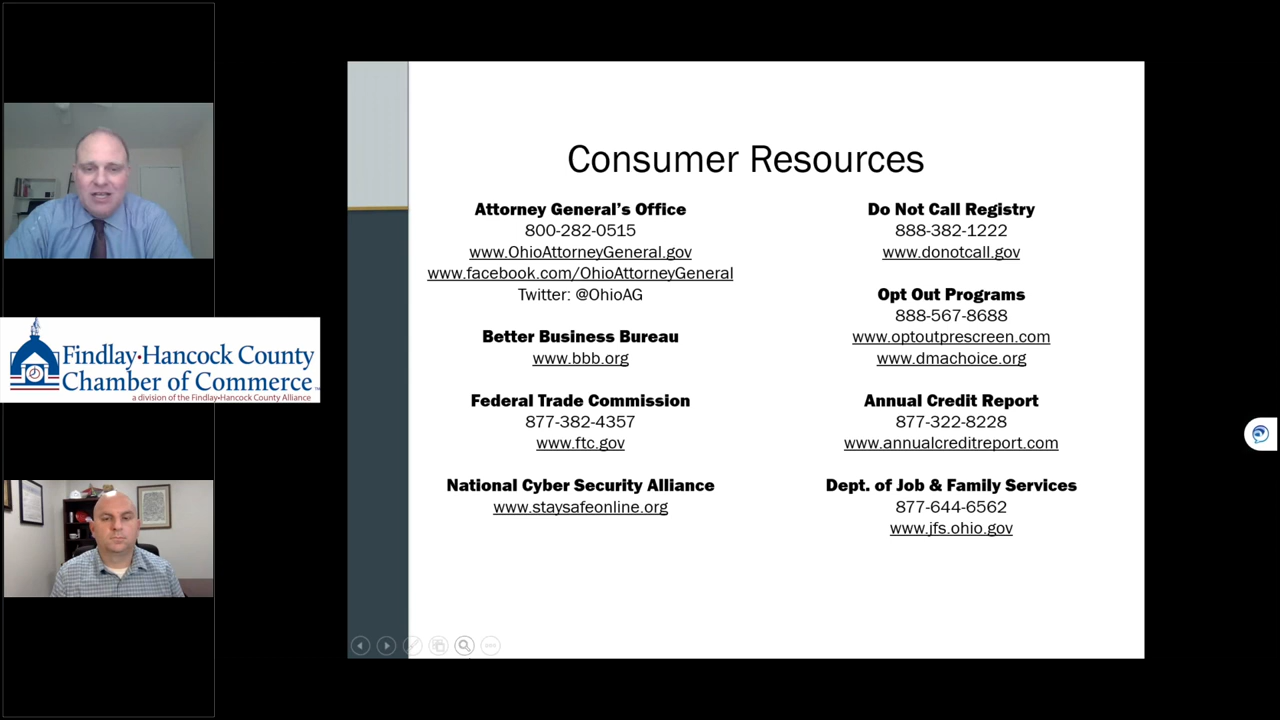 Findlay•Hancock County
Chamber of Commerce
a division of the Findlay•Hancock County Alliance
Consumer Resources
Attorney General’s Office
800-282-0515
www.OhioAttorneyGeneral.gov
www.facebook.com/OhioAttorneyGeneral
Twitter: @OhioAG
Better Business Bureau
www.bbb.org
Federal Trade Commission
877-382-4357
www.ftc.gov
National Cyber Security Alliance
www.staysafeonline.org
Do Not Call Registry
888-382-1222
www.donotcall.gov
Opt Out Programs
888-567-8688
www.optoutprescreen.com
www.dmachoice.org
Annual Credit Report
877-322-8228
www.annualcreditreport.com
Dept. of Job & Family Services
877-644-6562
www.jfs.ohio.gov